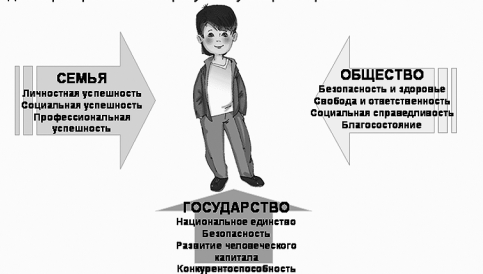 СЕМЬЯ
Личностная успешность
Социальная успешность
Профессиональная
успешность
ОБЩЕСТВО
Безопасность и здоровье
Свобода и ответственность
Социальная справедливость
Благосостояние
ГОСУДАРСТВО
Национальное единство
Безопасность
Развитие человеческого
капитала
Конкурентоспособность